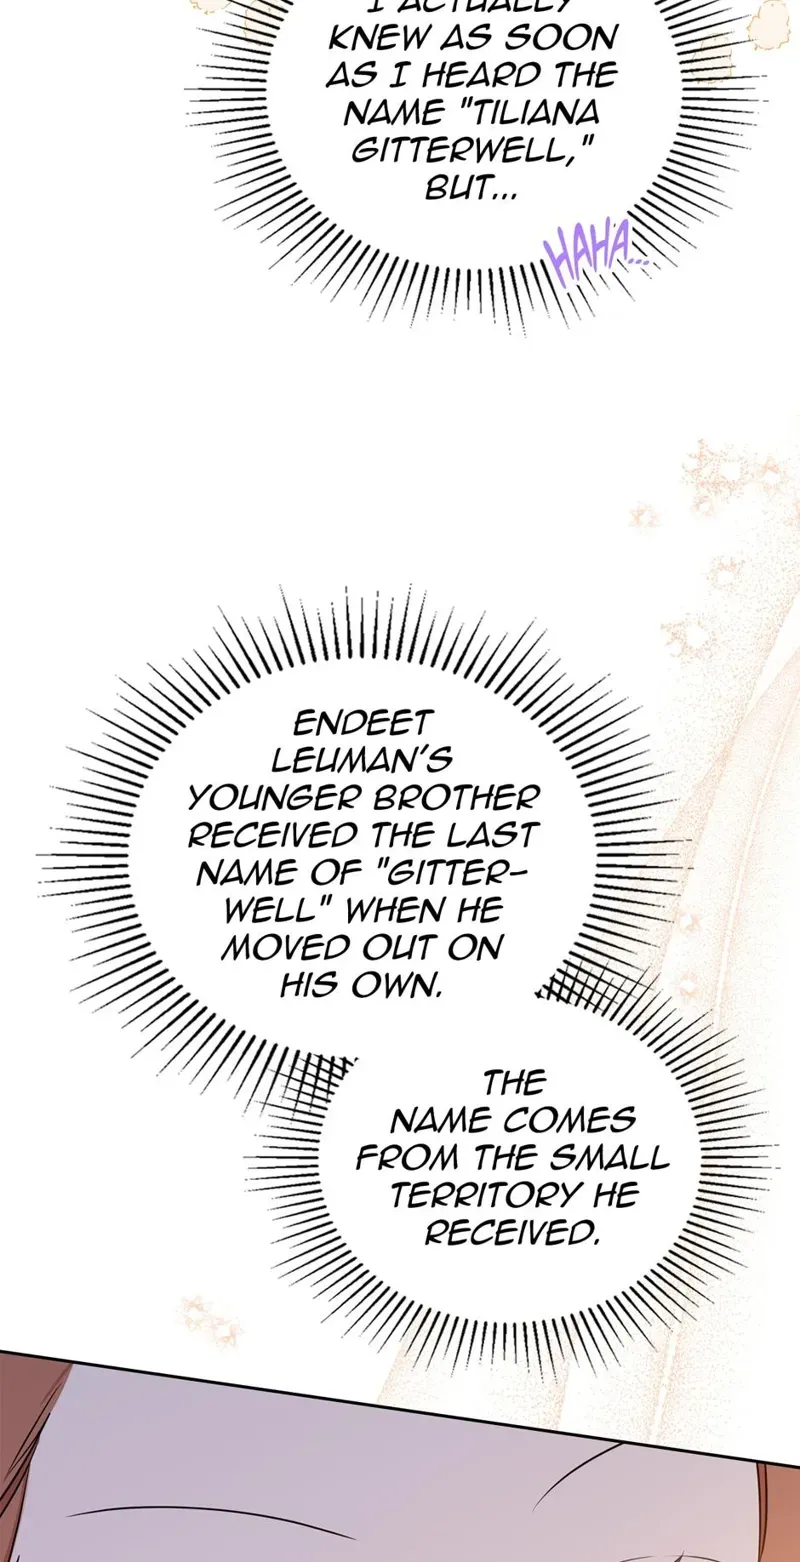 I ACTUALLY
KNEW AS SOON
AS I HEARD THE
NAME "TILIANA
GITTERWELL,"
BUT...
HAHA...
ENDEET
LEUMAN'S
YOUNGER BROTHER
RECEIVED THE LAST
NAME OF "GITTER-
WELL" WHEN HE
MOVED OUT ON
HIS OWN.
THE
NAME COMES
FROM THE SMALL
TERRITORY HE
RECEIVED.